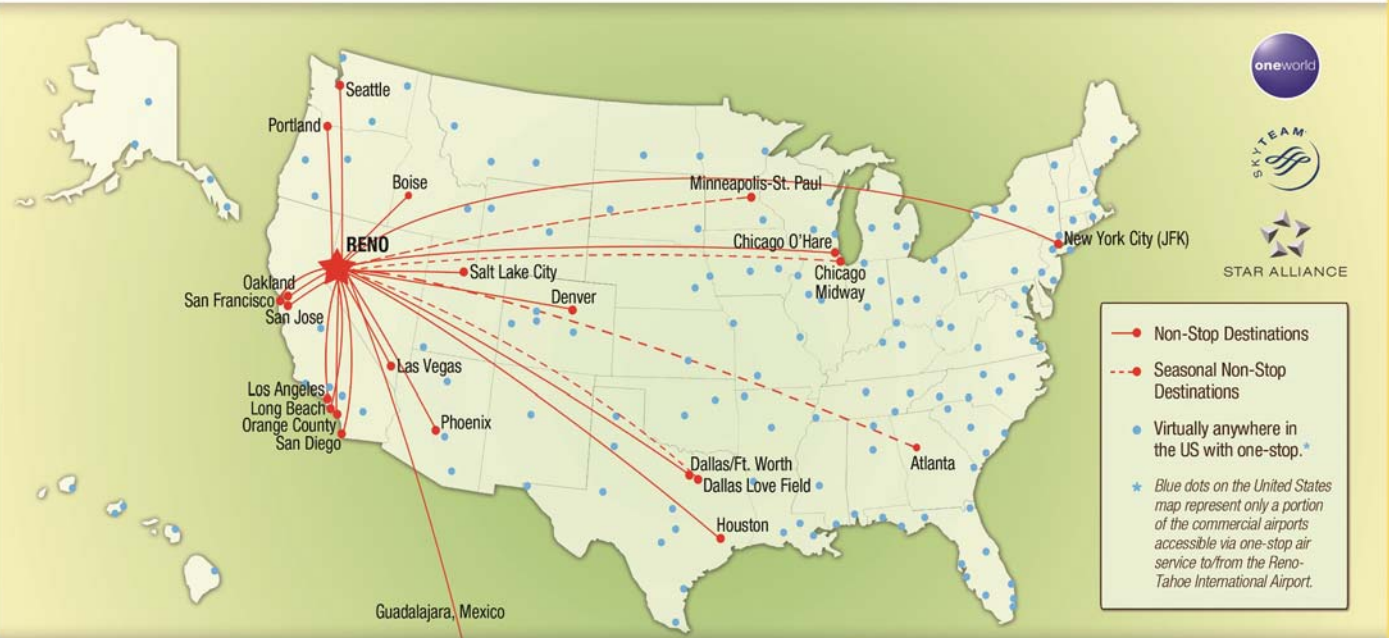 Seattle
Portland
Boise
Minneapolis-St. Paul
RENO
Chicago O'Hare
New York City (JFK)
Oakland
San Francisco
San Jose
Salt Lake City
Chicago
Midway
Denver
Las Vegas
Los Angeles
Long Beach
Orange County
San Diego
Phoenix
Dallas/Ft. Worth
Dallas Love Field
Atlanta
Houston
Guadalajara, Mexico
oneworld
SKYTEAM
STAR ALLIANCE
Non-Stop Destinations
Seasonal Non-Stop
Destinations
Virtually anywhere in
the US with one-stop.*
Blue dots on the United States
map represent only a portion
of the commercial airports
accessible via one-stop air
service to/from the Reno-
Tahoe International Airport.